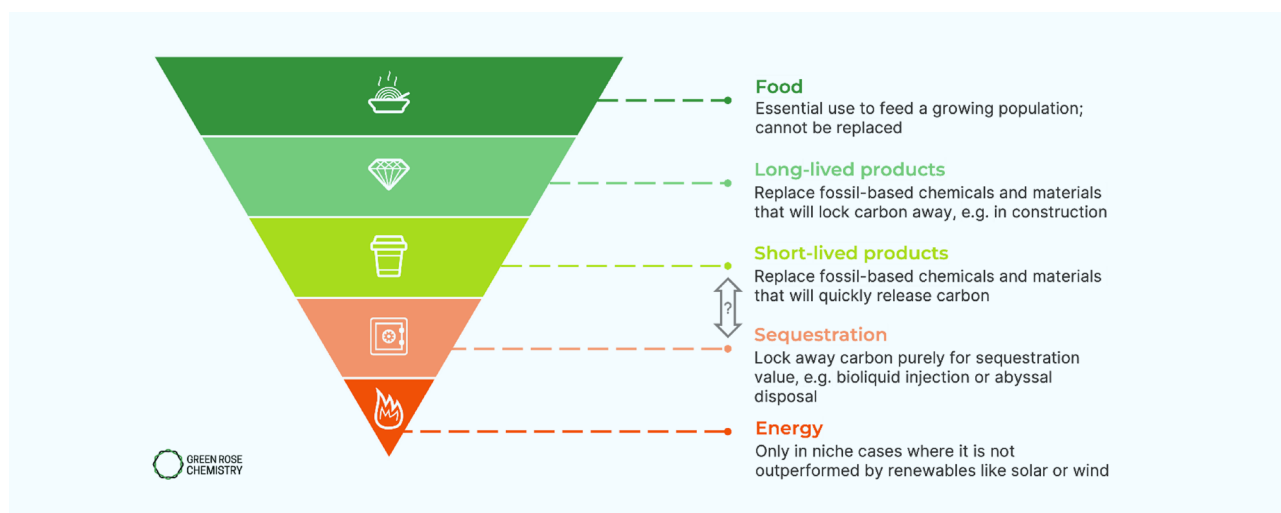 Food
Essential use to feed a growing population;
cannot be replaced
Long-lived products
Replace fossil-based chemicals and materials
that will lock carbon away, e.g. in construction
Short-lived products
Replace fossil-based chemicals and materials
that will quickly release carbon
?
Sequestration
Lock away carbon purely for sequestration
value, e.g. bioliquid injection or abyssal
disposal
Energy
Only in niche cases where it is not
outperformed by renewables like solar or wind
GREEN ROSE
CHEMISTRY